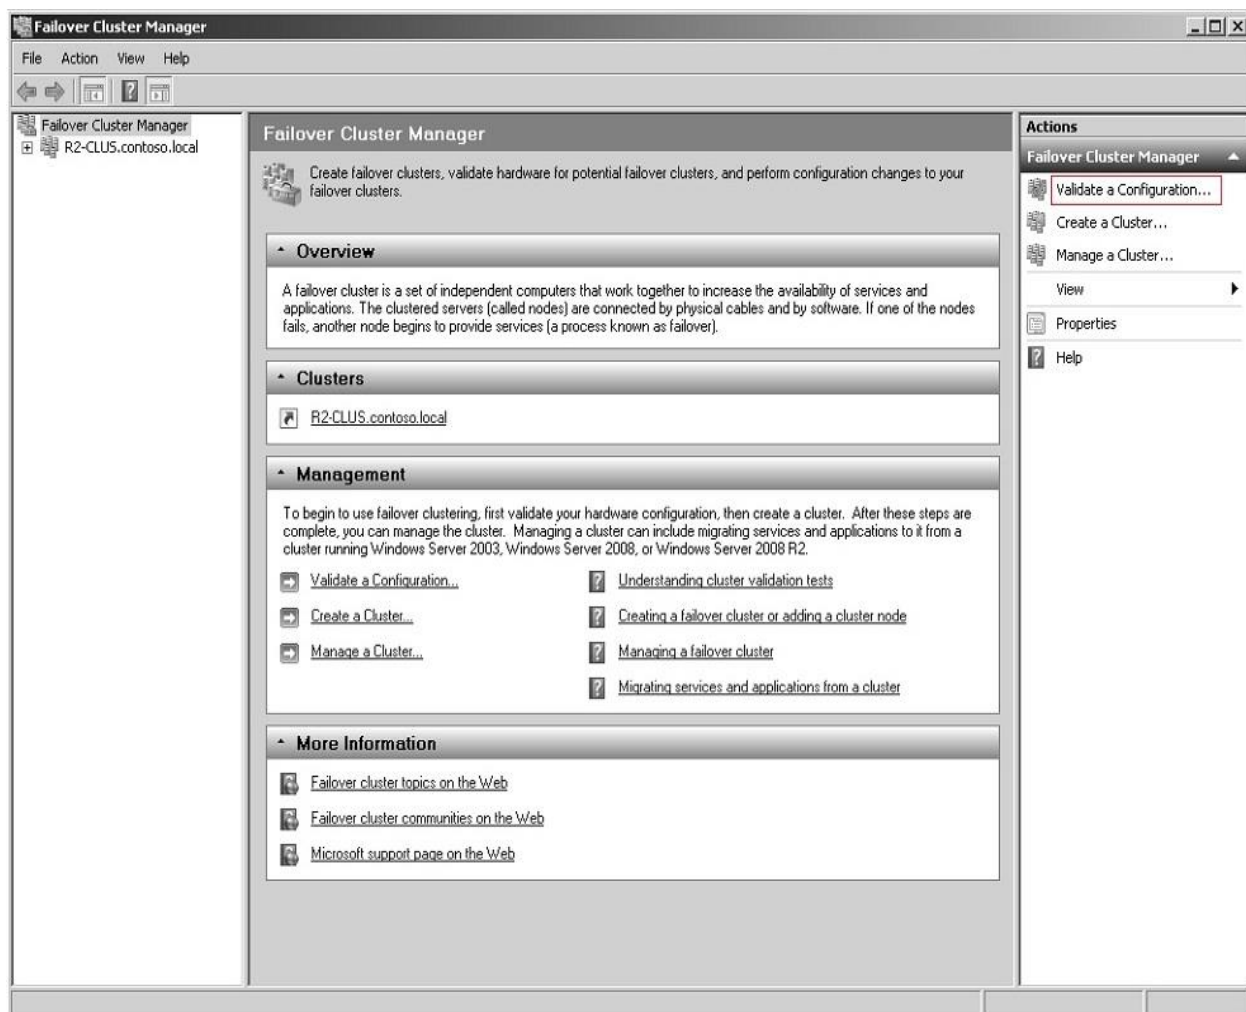 Failover Cluster Manager
File Action View Help
Failover Cluster Manager
R2-CLUS.contoso.local
Failover Cluster Manager
Create failover clusters, validate hardware for potential failover clusters, and perform configuration changes to your
failover clusters.
Overview
A failover cluster is a set of independent computers that work together to increase the availability of services and
applications. The clustered servers (called nodes) are connected by physical cables and by software. If one of the nodes
fails, another node begins to provide services (a process known as failover).
Clusters
R2-CLUS.contoso.local
Management
To begin to use failover clustering, first validate your hardware configuration, then create a cluster. After these steps are
complete, you can manage the cluster. Managing a cluster can include migrating services and applications to it from a
cluster running Windows Server 2003, Windows Server 2008, or Windows Server 2008 R2.
Validate a Configuration...
Create a Cluster...
Manage a Cluster...
Understanding cluster validation tests
Creating a failover cluster or adding a cluster node
Managing a failover cluster
Migrating services and applications from a cluster
More Information
Failover cluster topics on the Web
Failover cluster communities on the Web
Microsoft support page on the Web
Actions
Failover Cluster Manager
Validate a Configuration...
Create a Cluster...
Manage a Cluster...
View
Properties
Help